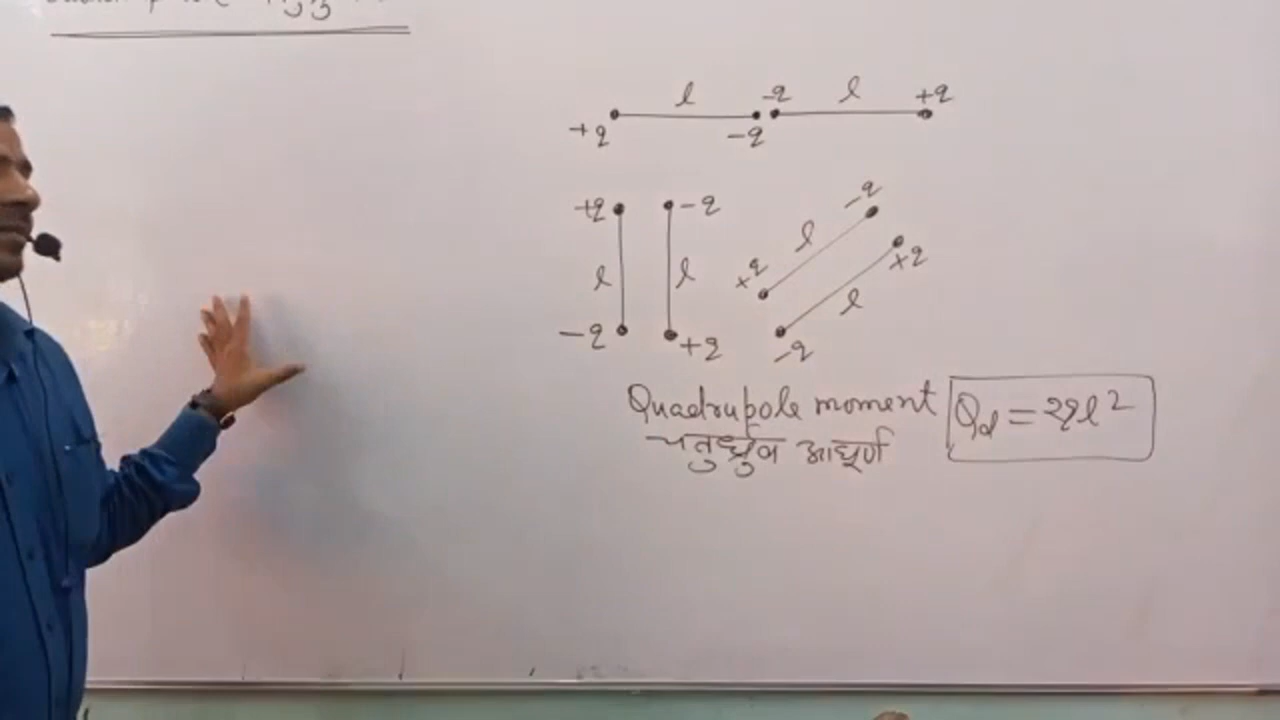 l -q l +q
+q -q
+q -q -q
l l l +q
+q l
-q +q -q
Quadrupole moment Qd = 2ql²
चतुर्ध्रुव आघूर्ण